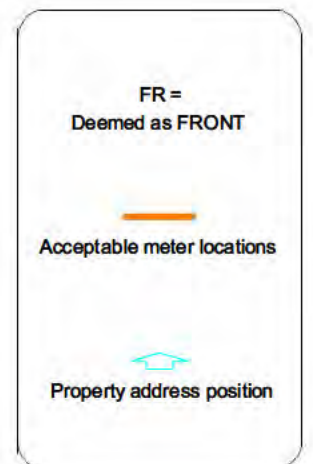 FR =
Deemed as FRONT
Acceptable meter locations
Property address position